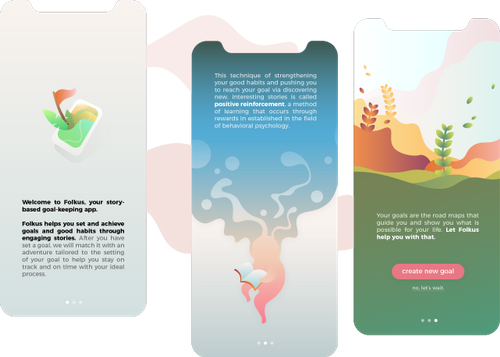 Welcome to Folkus, your story-
based goal-keeping app.
Folkus helps you set and achieve
goals and good habits through
engaging stories. After you have
set a goal, we will match it with an
adventure tailored to the setting
of your goal to help you stay on
track and on time with your ideal
process.
This technique of strengthening
your good habits and pushing you
to reach your goal via discovering
new, interesting stories is called
positive reinforcement, a method
of learning that occurs through
rewards in established in the field
of behavioral psychology.
Your goals are the road maps that
guide you and show you what is
possible for your life. Let Folkus
help you with that.
create new goal
no, let's wait